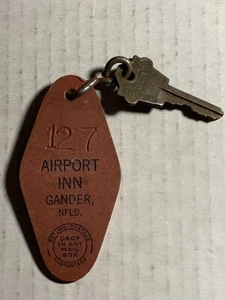 127
AIRPORT
INN
GANDER,
NFLD.
DROP
IN ANY
MAIL
BOX